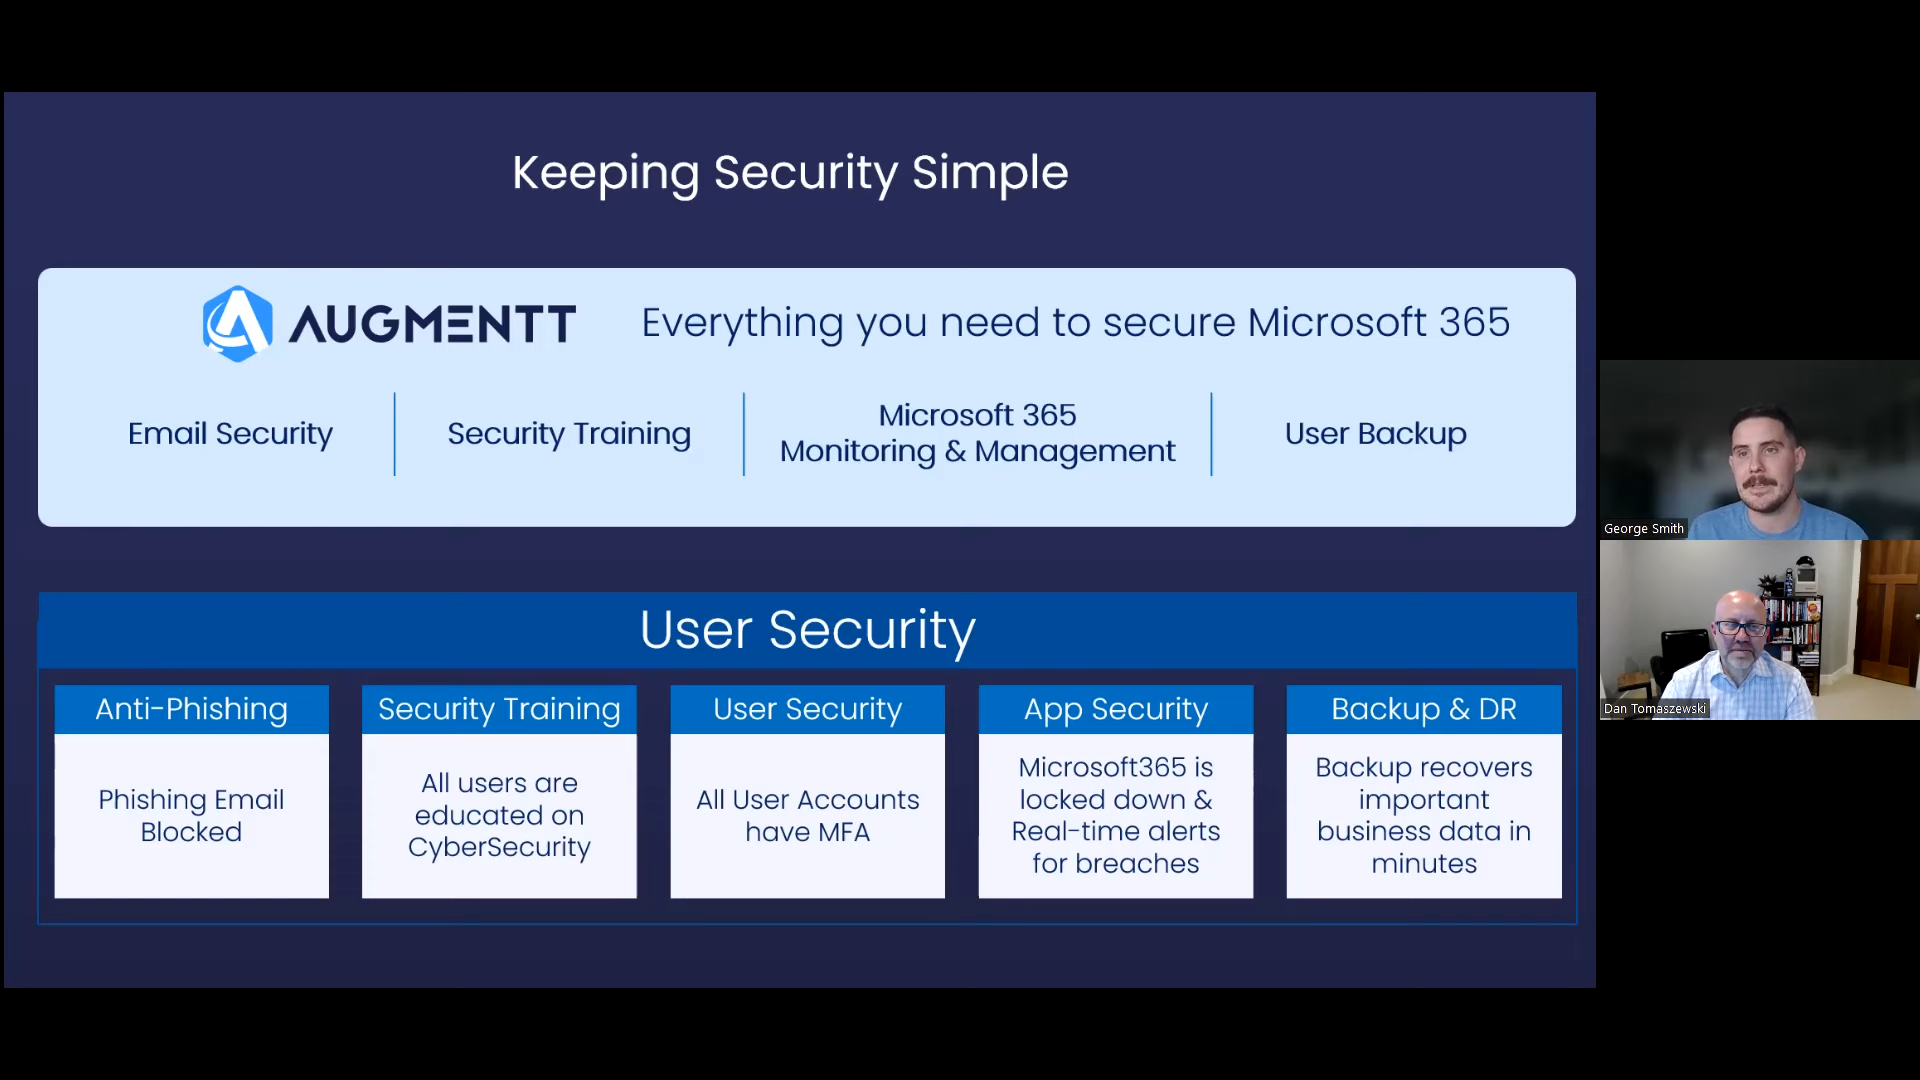 Keeping Security Simple
AUGMENTT
Everything you need to secure Microsoft 365
Email Security
Security Training
Microsoft 365
Monitoring & Management
User Backup
User Security
Anti-Phishing
Phishing Email
Blocked
Security Training
All users are
educated on
CyberSecurity
User Security
All User Accounts
have MFA
App Security
Microsoft365 is
locked down &
Real-time alerts
for breaches
Backup & DR
Backup recovers
important
business data in
minutes
George Smith
Dan Tomaszewski